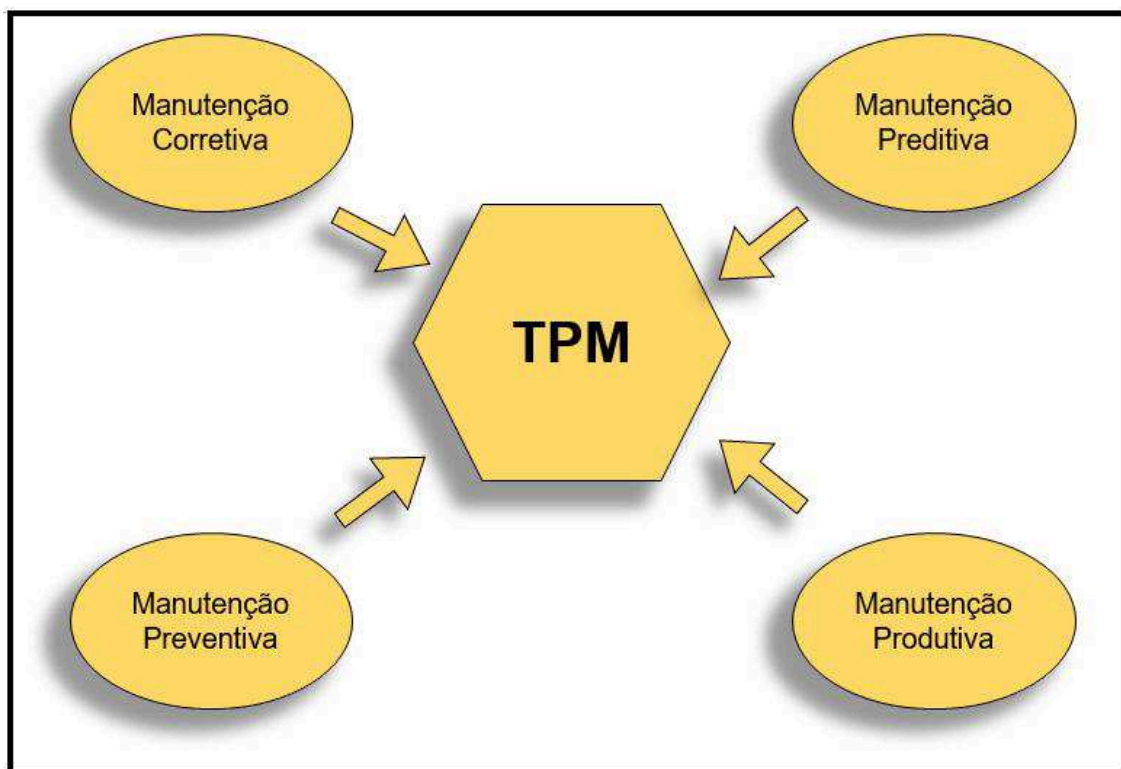 Manutenção
Corretiva
Manutenção
Preditiva
TPM
Manutenção
Preventiva
Manutenção
Produtiva